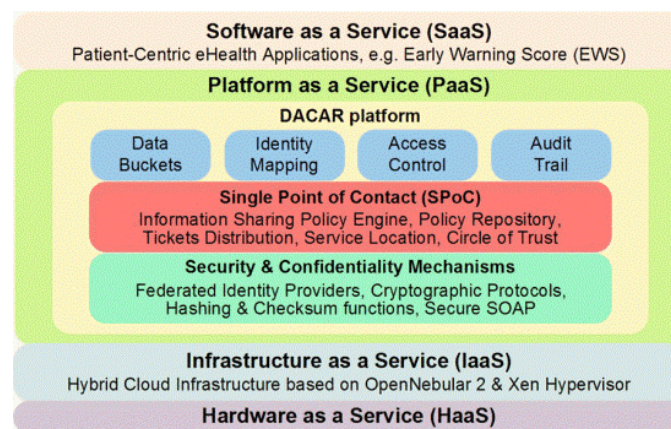 Software as a Service (SaaS)
Patient-Centric eHealth Applications, e.g. Early Warning Score (EWS)
Platform as a Service (PaaS)
DACAR platform
Data
Buckets
Identity
Mapping
Access
Control
Audit
Trail
Single Point of Contact (SPoC)
Information Sharing Policy Engine, Policy Repository,
Tickets Distribution, Service Location, Circle of Trust
Security & Confidentiality Mechanisms
Federated Identity Providers, Cryptographic Protocols,
Hashing & Checksum functions, Secure SOAP
Infrastructure as a Service (IaaS)
Hybrid Cloud Infrastructure based on OpenNebular 2 & Xen Hypervisor
Hardware as a Service (HaaS)